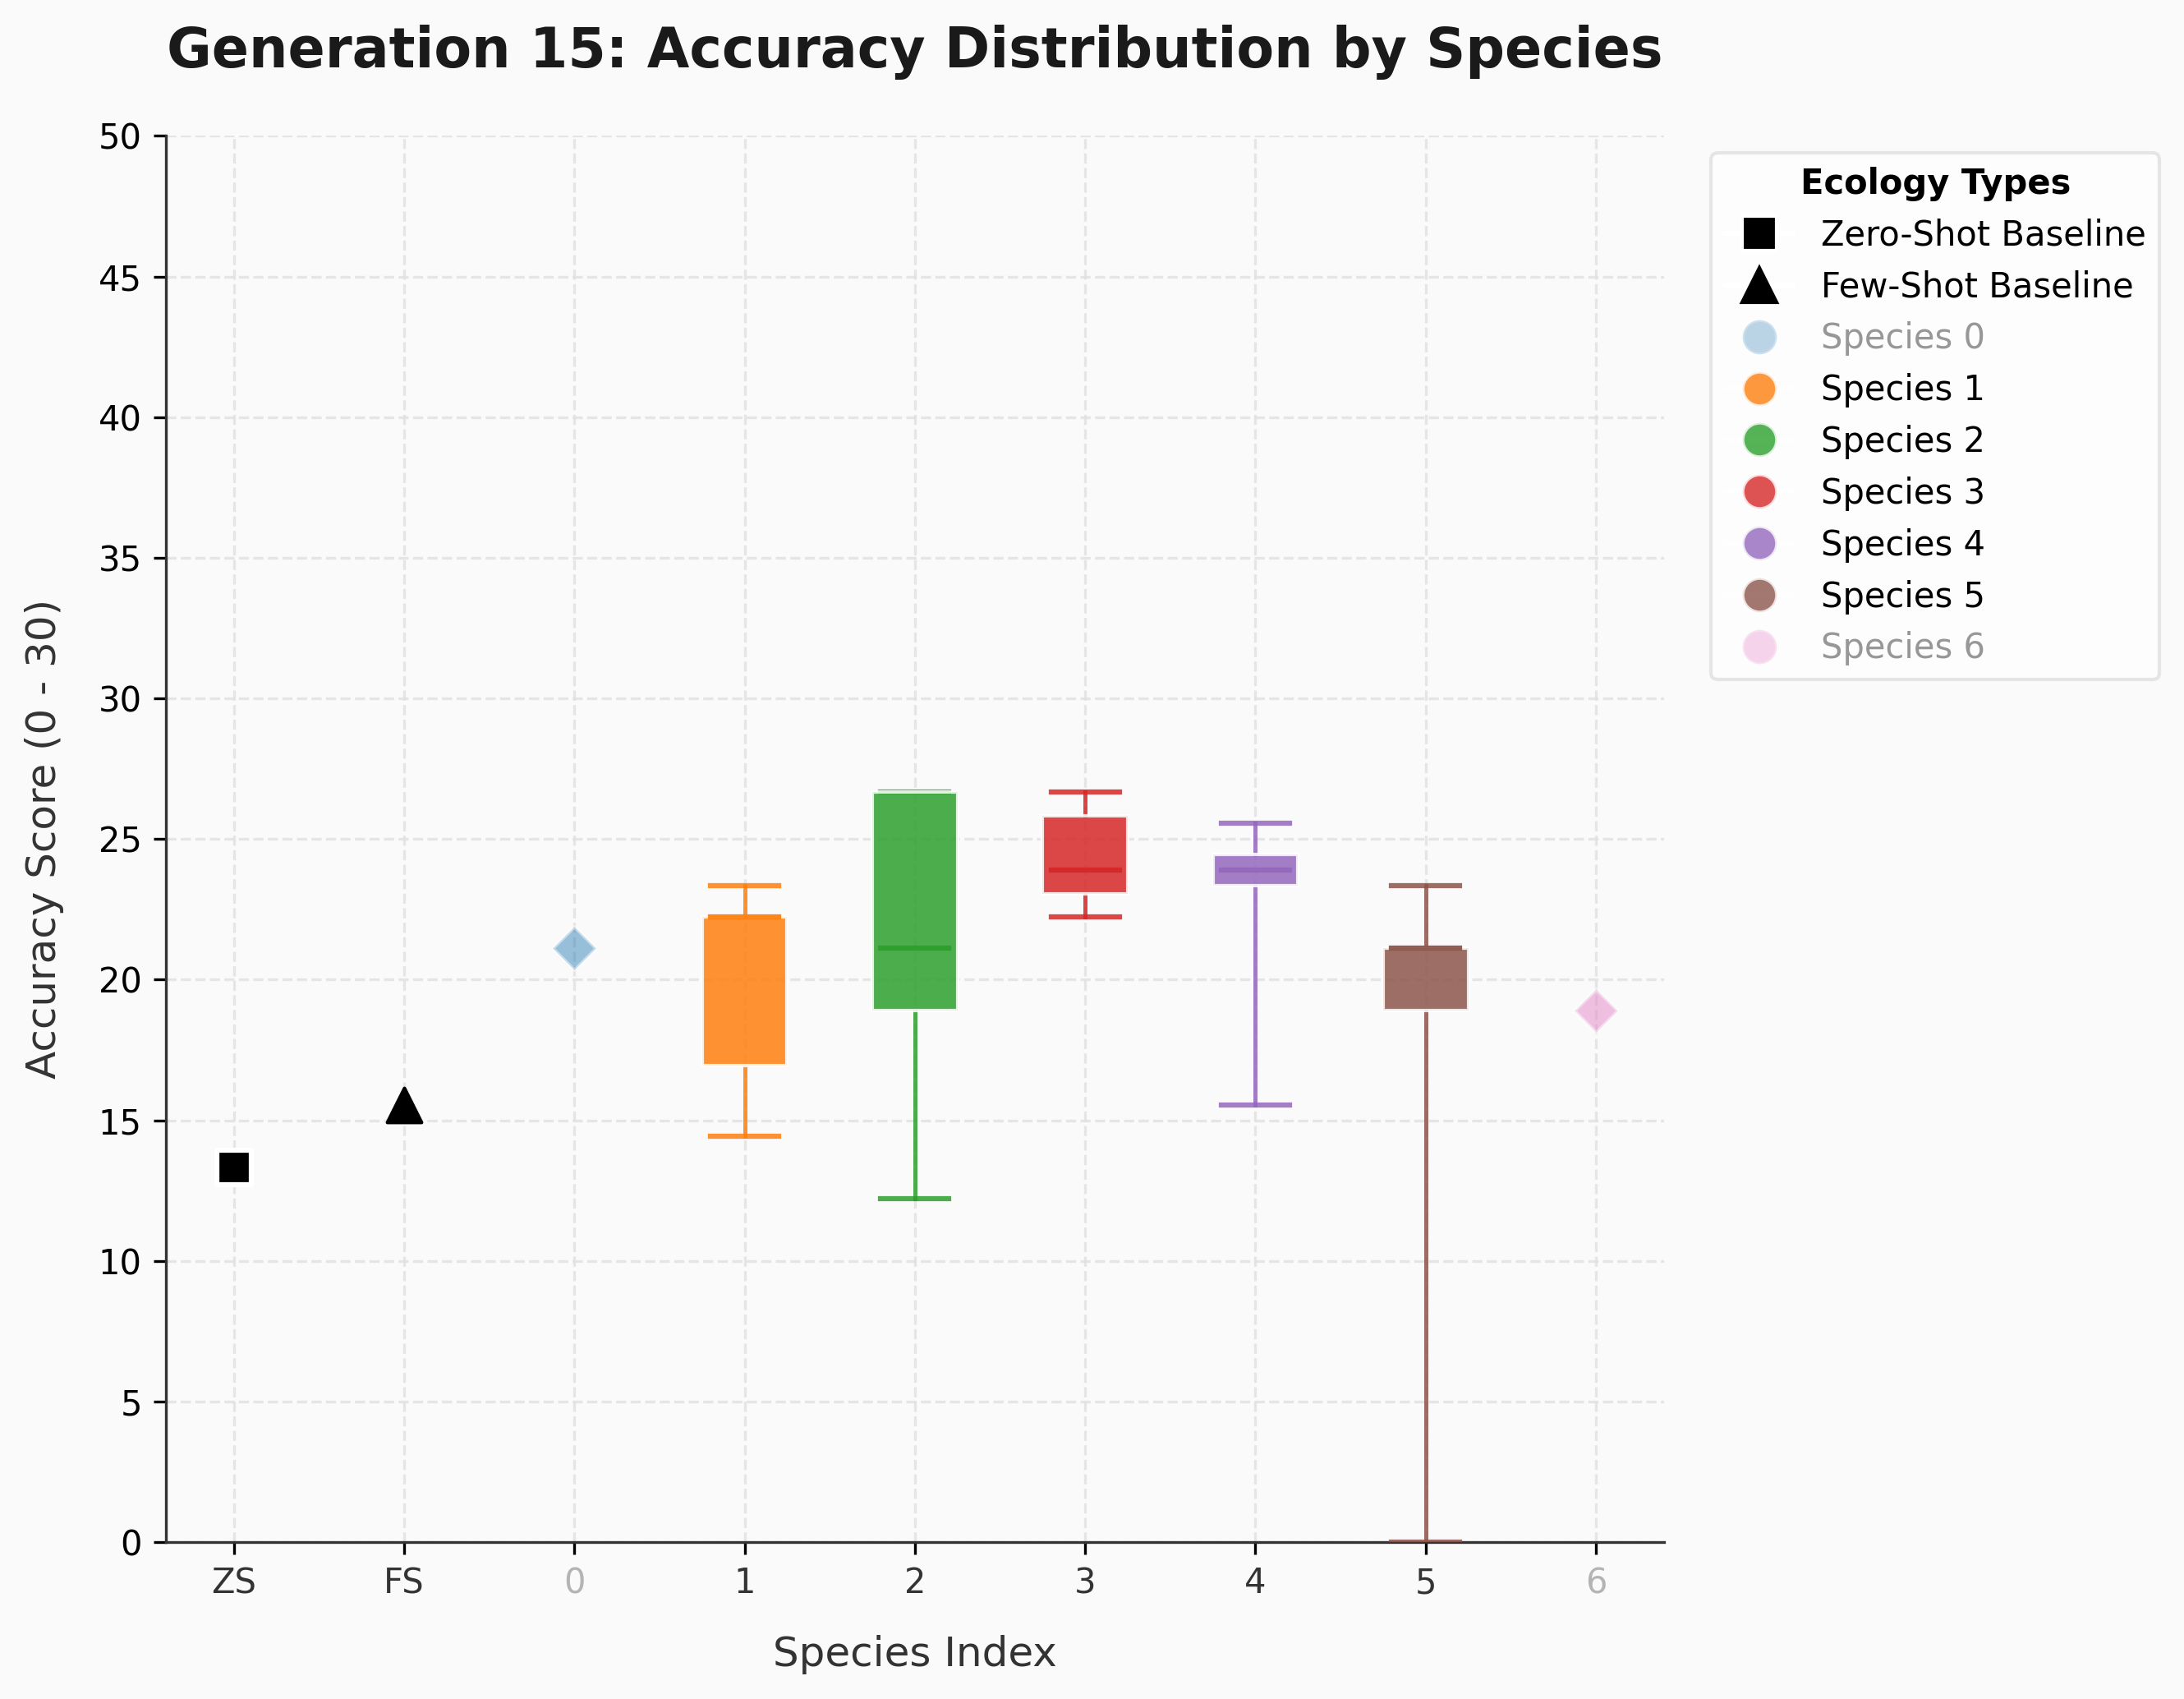 Generation 15: Accuracy Distribution by Species
50
45
40
35
30
25
20
15
10
5
0
Accuracy Score (0 - 30)
ZS FS 0 1 2 3 4 5 6
Species Index
Ecology Types
Zero-Shot Baseline
Few-Shot Baseline
Species 0
Species 1
Species 2
Species 3
Species 4
Species 5
Species 6